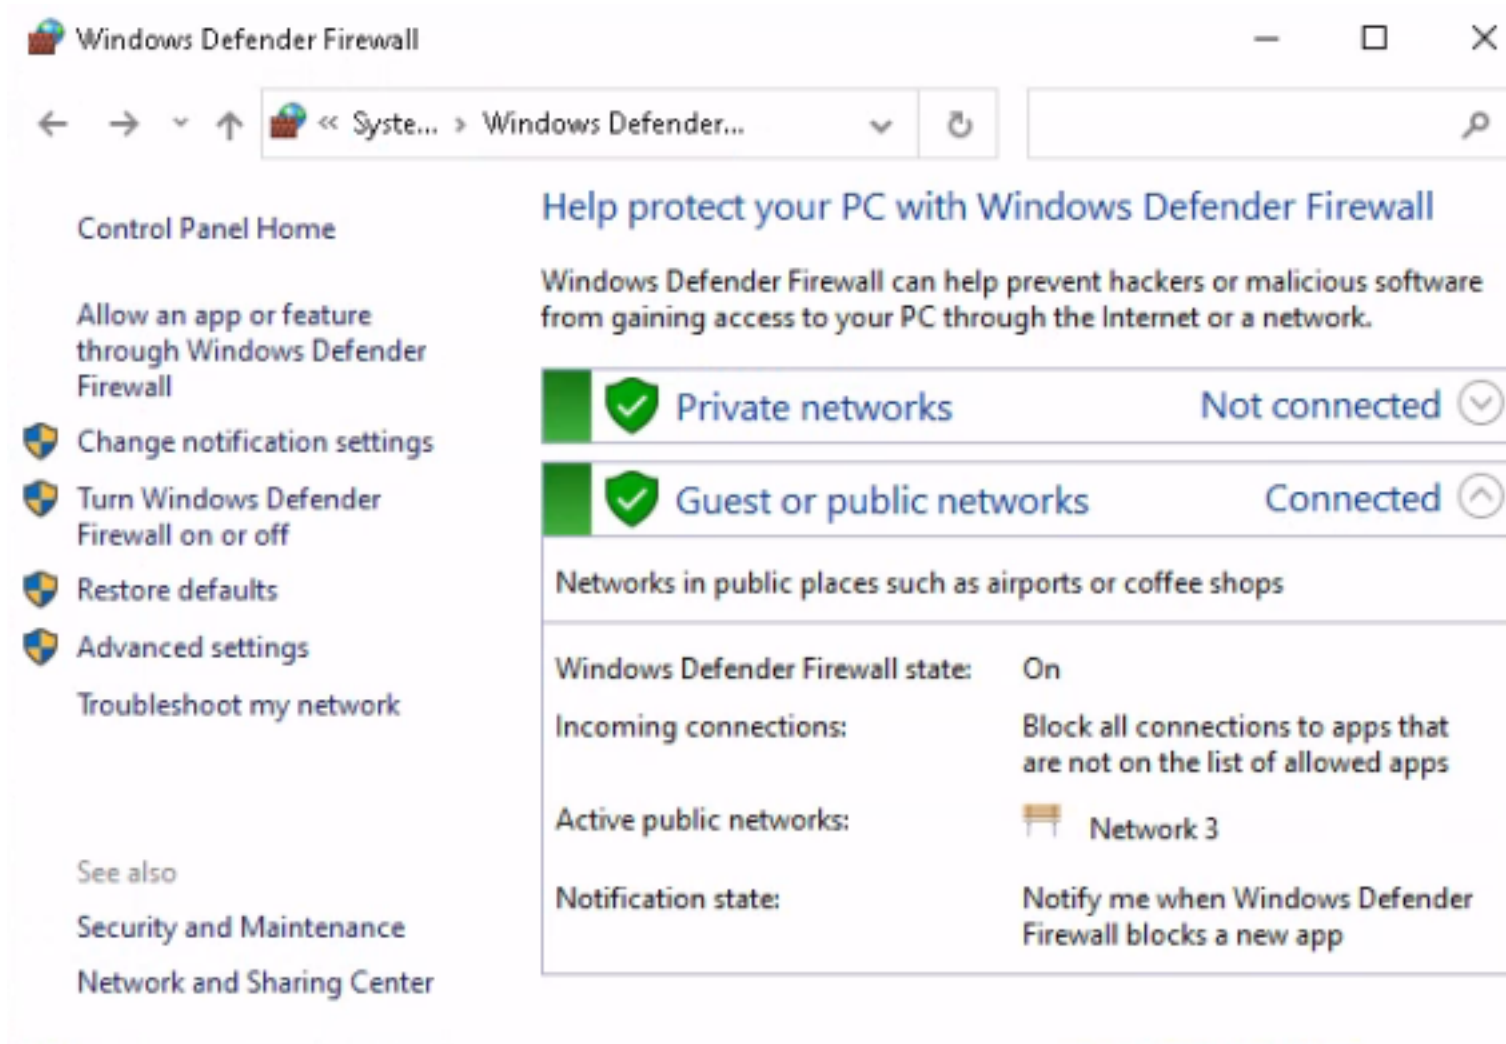 Windows Defender Firewall
« Syste... › Windows Defender...
Control Panel Home
Allow an app or feature
through Windows Defender
Firewall
Change notification settings
Turn Windows Defender
Firewall on or off
Restore defaults
Advanced settings
Troubleshoot my network
See also
Security and Maintenance
Network and Sharing Center
Help protect your PC with Windows Defender Firewall
Windows Defender Firewall can help prevent hackers or malicious software
from gaining access to your PC through the Internet or a network.
Private networks Not connected
Guest or public networks Connected
Networks in public places such as airports or coffee shops
Windows Defender Firewall state: On
Incoming connections: Block all connections to apps that
are not on the list of allowed apps
Active public networks: Network 3
Notification state: Notify me when Windows Defender
Firewall blocks a new app